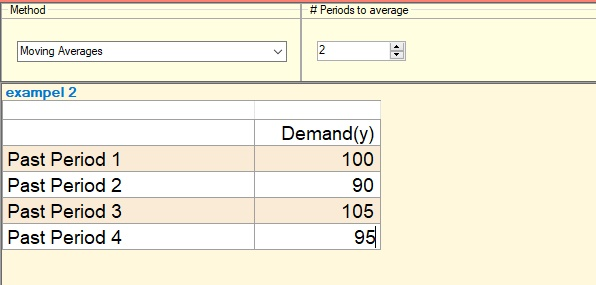 Method
# Periods to average
Moving Averages
2
exampel 2
Demand(y)
Past Period 1 100
Past Period 2 90
Past Period 3 105
Past Period 4 95